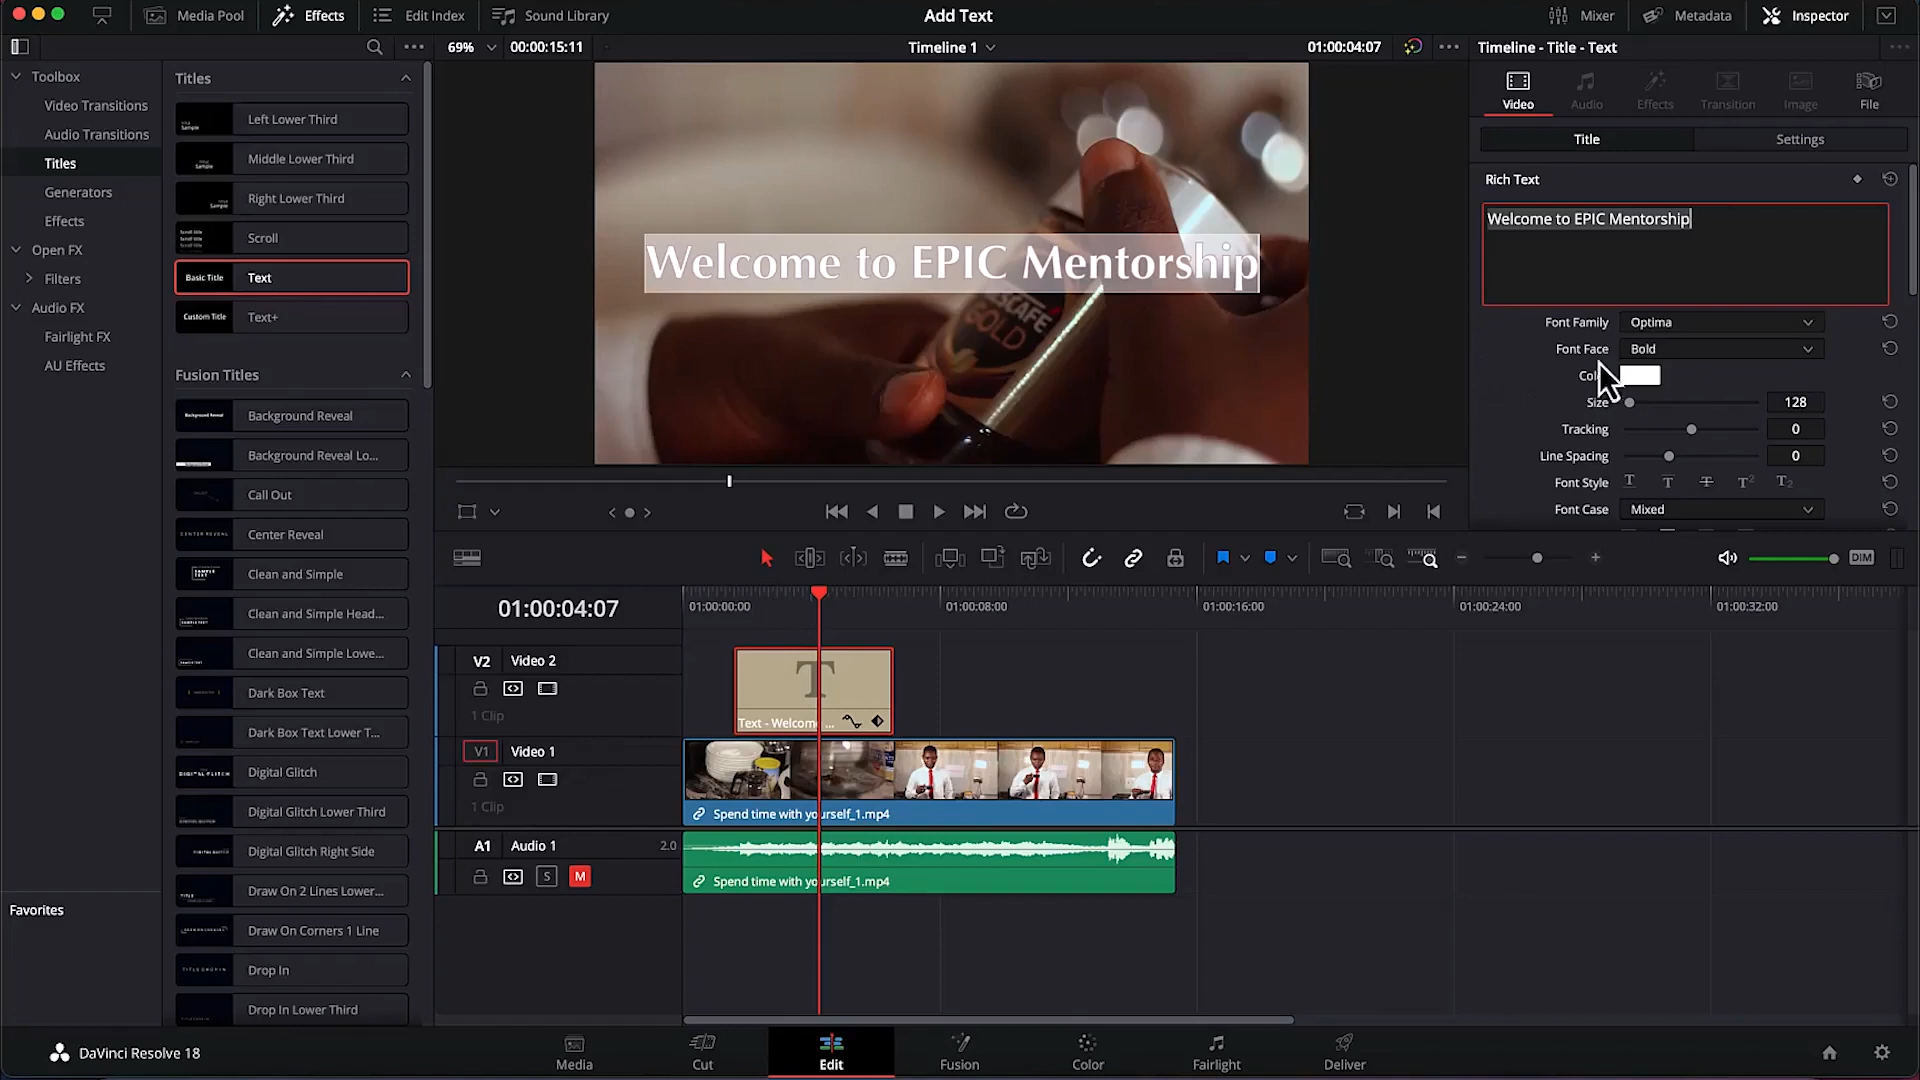 Media Pool
Effects
Edit Index
Sound Library
Add Text
Mixer
Metadata
Inspector
69%
00:00:15:11
Timeline 1
01:00:04:07
Timeline - Title - Text
Toolbox
Video Transitions
Audio Transitions
Titles
Generators
Effects
Open FX
Filters
Audio FX
Fairlight FX
AU Effects
Favorites
Titles
Left Lower Third
Middle Lower Third
Right Lower Third
Scroll
Basic Title
Text
Custom Title
Text+
Fusion Titles
Background Reveal
Background Reveal Lo...
Call Out
Center Reveal
Clean and Simple
Clean and Simple Head...
Clean and Simple Lowe...
Dark Box Text
Dark Box Text Lower T...
Digital Glitch
Digital Glitch Lower Third
Digital Glitch Right Side
Draw On 2 Lines Lower...
Draw On Corners 1 Line
Drop In
Drop In Lower Third
Welcome to EPIC Mentorship
NESCAFE
GOLD
Video
Audio
Effects
Transition
Image
File
Title
Settings
Rich Text
Welcome to EPIC Mentorship
Font Family
Optima
Font Face
Bold
Size
128
Tracking
0
Line Spacing
0
Font Style
Font Case
Mixed
DIM
01:00:04:07
01:00:00:00
01:00:08:00
01:00:16:00
01:00:24:00
01:00:32:00
V2
Video 2
1 Clip
T
Text - Welcome ...
V1
Video 1
1 Clip
Spend time with yourself_1.mp4
A1
Audio 1
2.0
S
M
Spend time with yourself_1.mp4
DaVinci Resolve 18
Media
Cut
Edit
Fusion
Color
Fairlight
Deliver